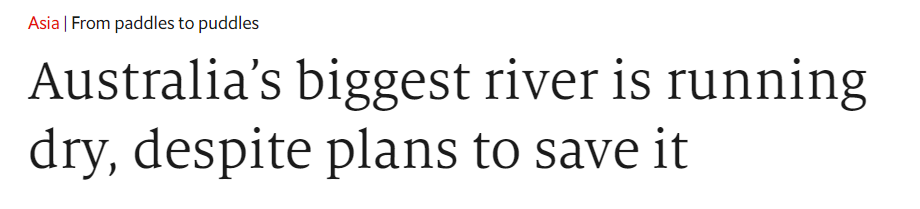 Asia | From paddles to puddles
Australia’s biggest river is running
dry, despite plans to save it